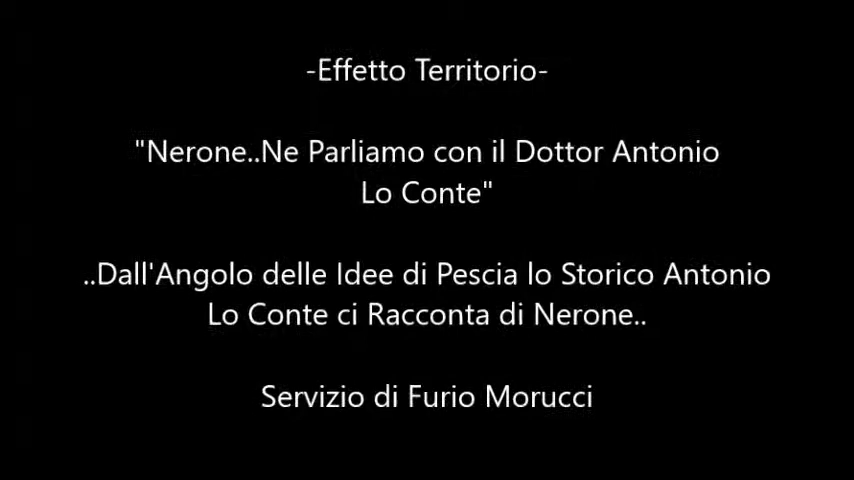 -Effetto Territorio-
"Nerone..Ne Parliamo con il Dottor Antonio
Lo Conte"
..Dall'Angolo delle Idee di Pescia lo Storico Antonio
Lo Conte ci Racconta di Nerone..
Servizio di Furio Morucci